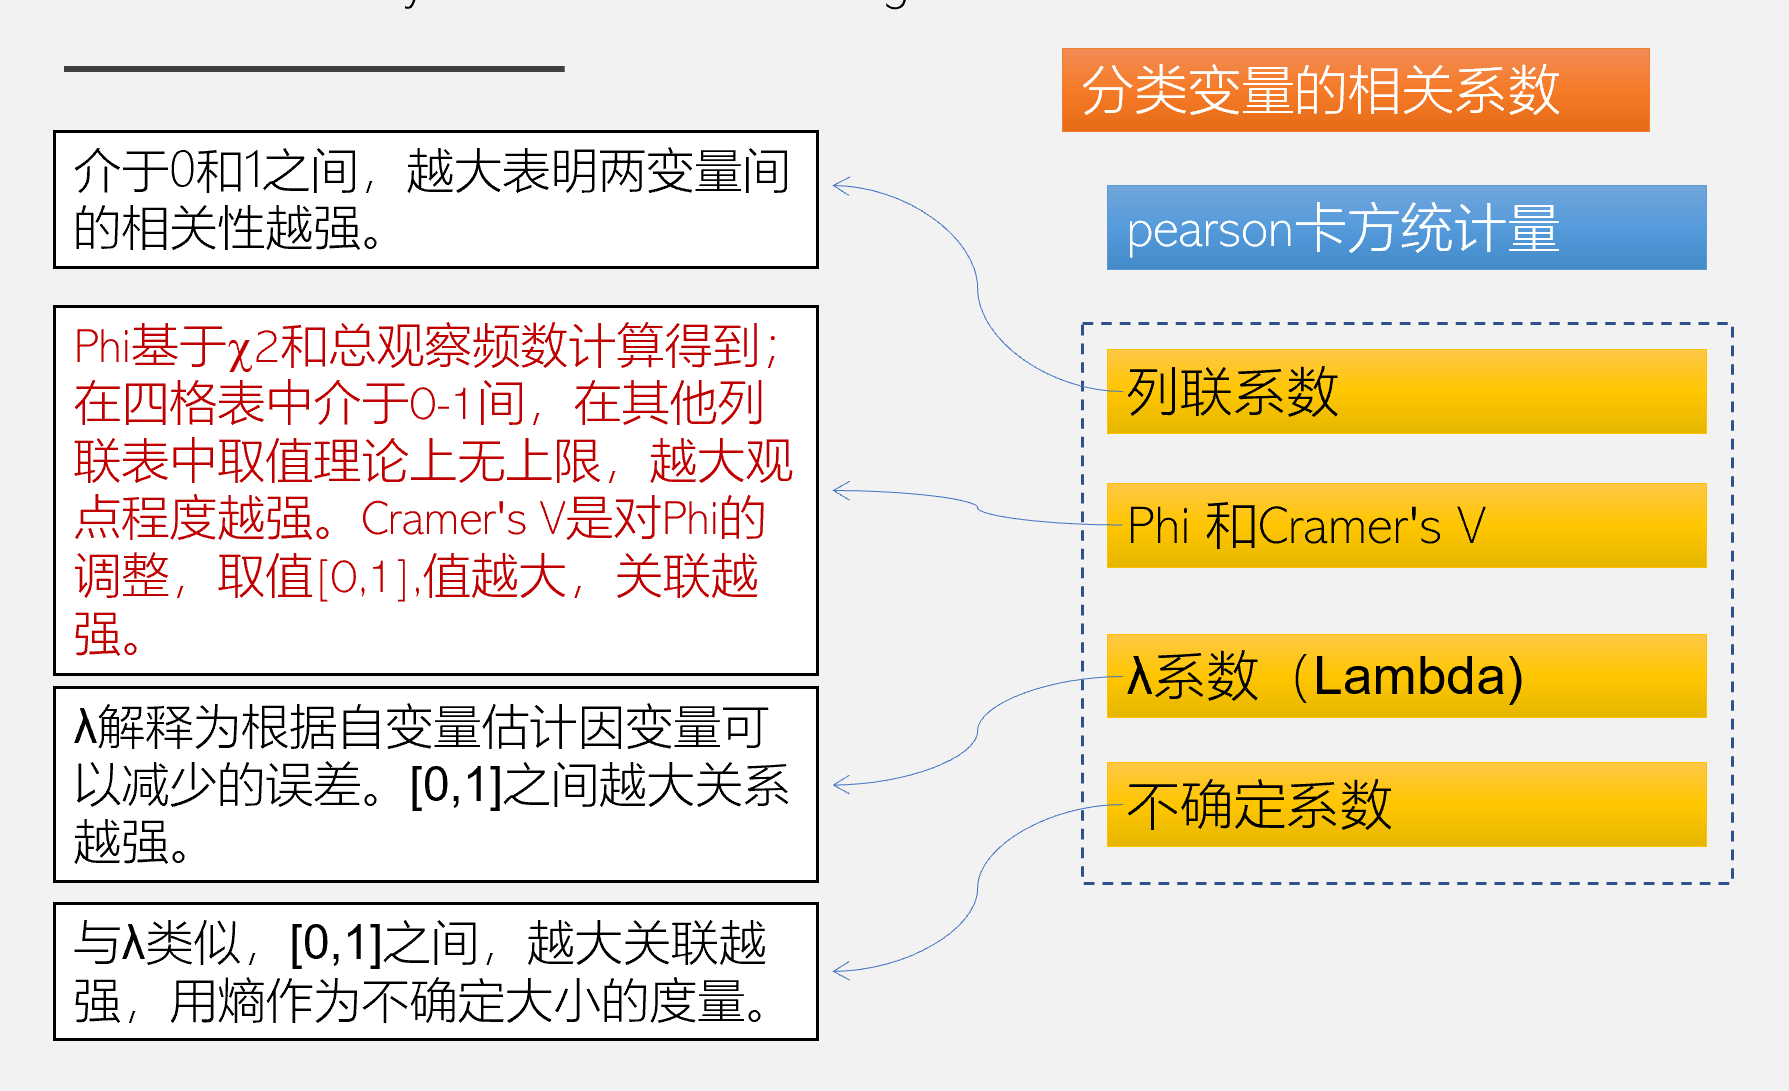 分类变量的相关系数
介于0和1之间，越大表明两变量间
的相关性越强。
pearson卡方统计量
Phi基于χ2和总观察频数计算得到；
在四格表中介于0-1间，在其他列
联表中取值理论上无上限，越大观
点程度越强。Cramer's V是对Phi的
调整，取值[0,1],值越大，关联越
强。
列联系数
Phi 和Cramer's V
λ解释为根据自变量估计因变量可
以减少的误差。[0,1]之间越大关系
越强。
λ系数（Lambda)
不确定系数
与λ类似，[0,1]之间，越大关联越
强，用熵作为不确定大小的度量。